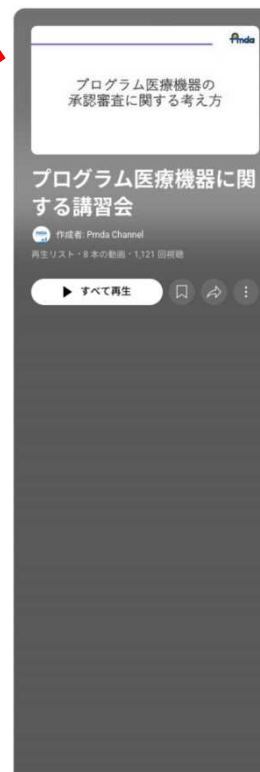 Pmda
プログラム医療機器の
承認審査に関する考え方
プログラム医療機器に関
する講習会
作成者: Pmda Channel
再生リスト・8 本の動画・1,121 回視聴
すべて再生